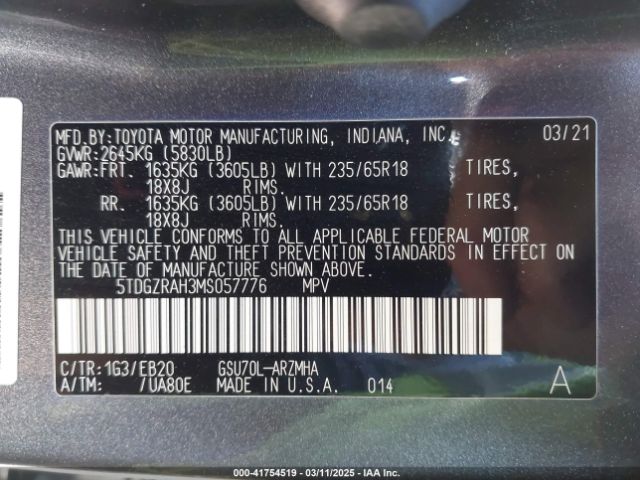 MFD.BY:TOYOTA MOTOR MANUFACTURING, INDIANA, INC. 03/21
GVWR:2645KG (5830LB)
GAWR:FRT. 1635KG (3605LB) WITH 235/65R18 TIRES,
18X8J RIMS.
RR. 1635KG (3605LB) WITH 235/65R18 TIRES,
18X8J RIMS.
THIS VEHICLE CONFORMS TO ALL APPLICABLE FEDERAL MOTOR
VEHICLE SAFETY AND THEFT PREVENTION STANDARDS IN EFFECT ON
THE DATE OF MANUFACTURE SHOWN ABOVE.
5TDGZRAH3MS057776 MPV
C/TR:1G3/EB20 GSU70L-ARZMHA
A/TM: /UA80E MADE IN U.S.A. 014 A
000-41754519 - 03/11/2025 - IAA Inc.